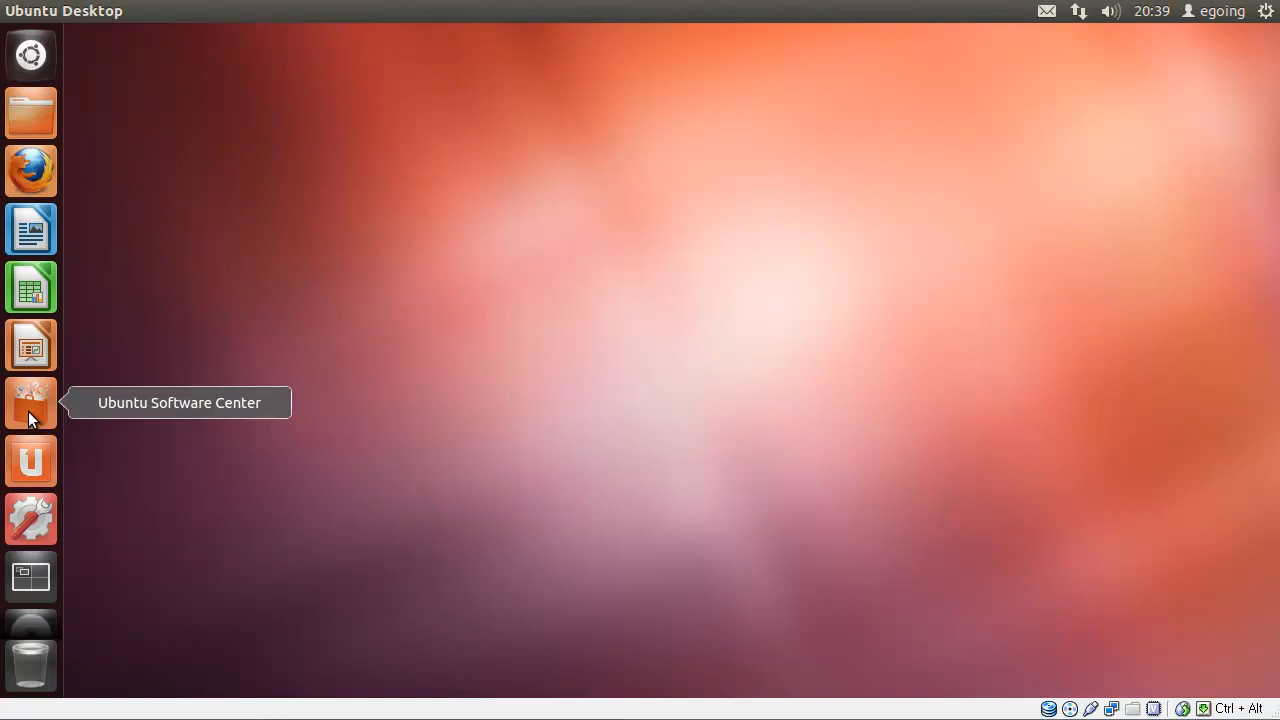 Ubuntu Desktop
20:39
egoing
Ubuntu Software Center
U
Ctrl + Alt